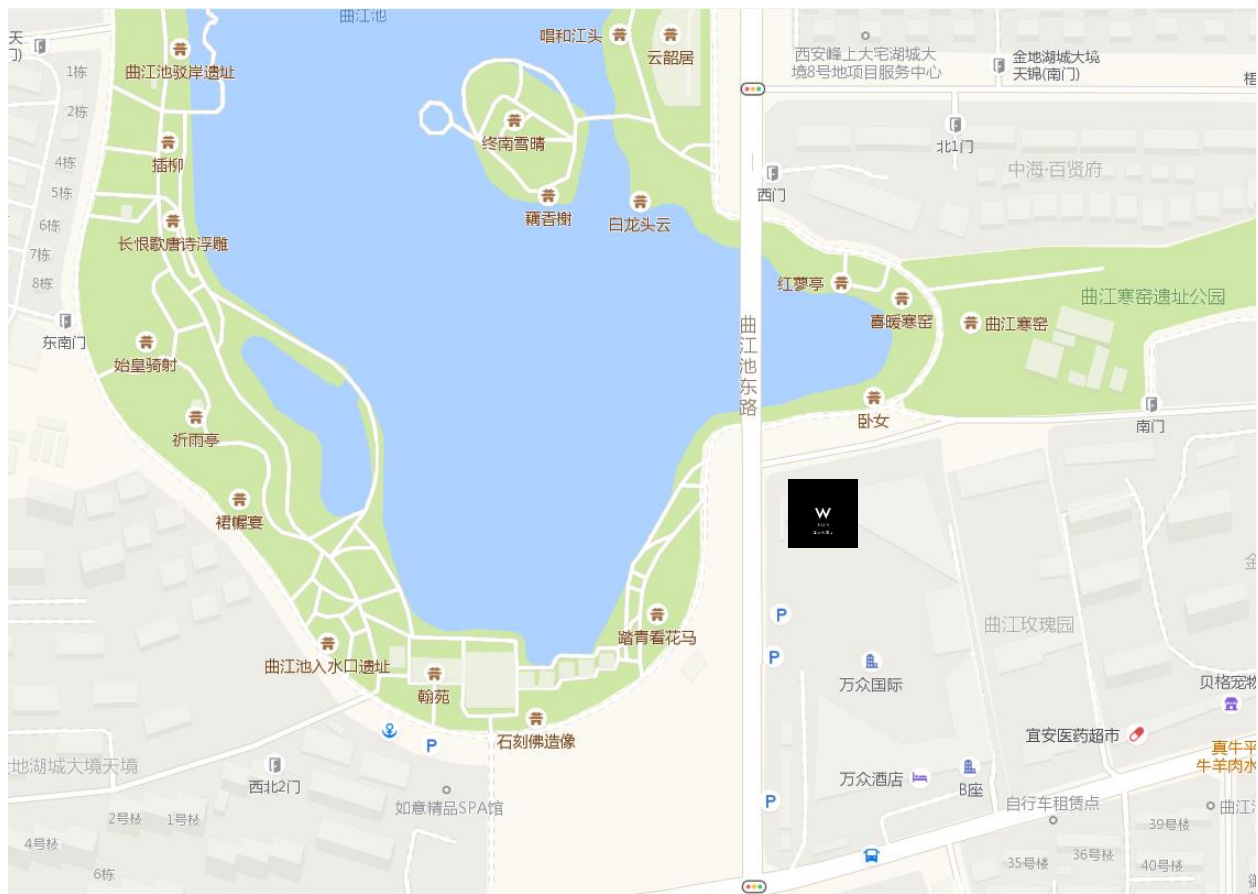 曲江池
唱和江头
云韶居
西安峰上大宅湖城大
境8号地项目服务中心
金地湖城大境
天锦(南门)
天
门)
曲江池驳岸遗址
1栋
2栋
终南雪晴
北1门
插柳
4栋
中海·百贤府
5栋
西门
藕香榭
白龙头云
6栋
长恨歌唐诗浮雕
7栋
8栋
红蓼亭
曲江寒窑遗址公园
喜暖寒窑
曲江寒窑
东南门
曲江池东路
始皇骑射
卧女
南门
祈雨亭
裙幄宴
W
踏青看花马
曲江玫瑰园
曲江池入水口遗址
翰苑
P
P
万众国际
贝格宠物
石刻佛造像
P
宜安医药超市
真牛平
牛羊肉水
地湖城大境天境
西北2门
万众酒店
B座
如意精品SPA馆
P
自行车租赁点
曲江
2号楼
1号楼
39号楼
4号楼
36号楼
35号楼
40号楼
6栋